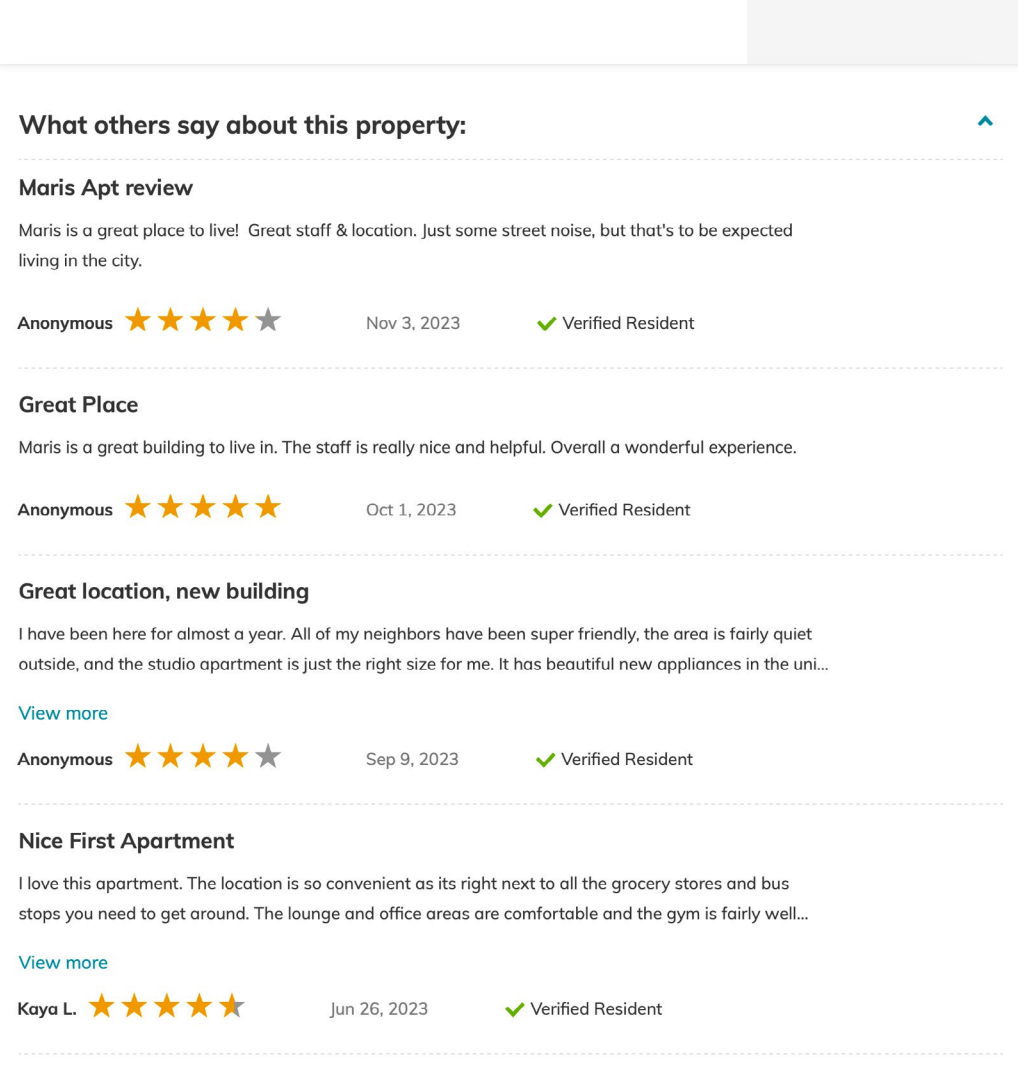 What others say about this property:
Maris Apt review
Maris is a great place to live!  Great staff & location. Just some street noise, but that's to be expected
living in the city.
Anonymous Nov 3, 2023 Verified Resident
Great Place
Maris is a great building to live in. The staff is really nice and helpful. Overall a wonderful experience.
Anonymous Oct 1, 2023 Verified Resident
Great location, new building
I have been here for almost a year. All of my neighbors have been super friendly, the area is fairly quiet
outside, and the studio apartment is just the right size for me. It has beautiful new appliances in the uni...
View more
Anonymous Sep 9, 2023 Verified Resident
Nice First Apartment
I love this apartment. The location is so convenient as its right next to all the grocery stores and bus
stops you need to get around. The lounge and office areas are comfortable and the gym is fairly well...
View more
Kaya L. Jun 26, 2023 Verified Resident